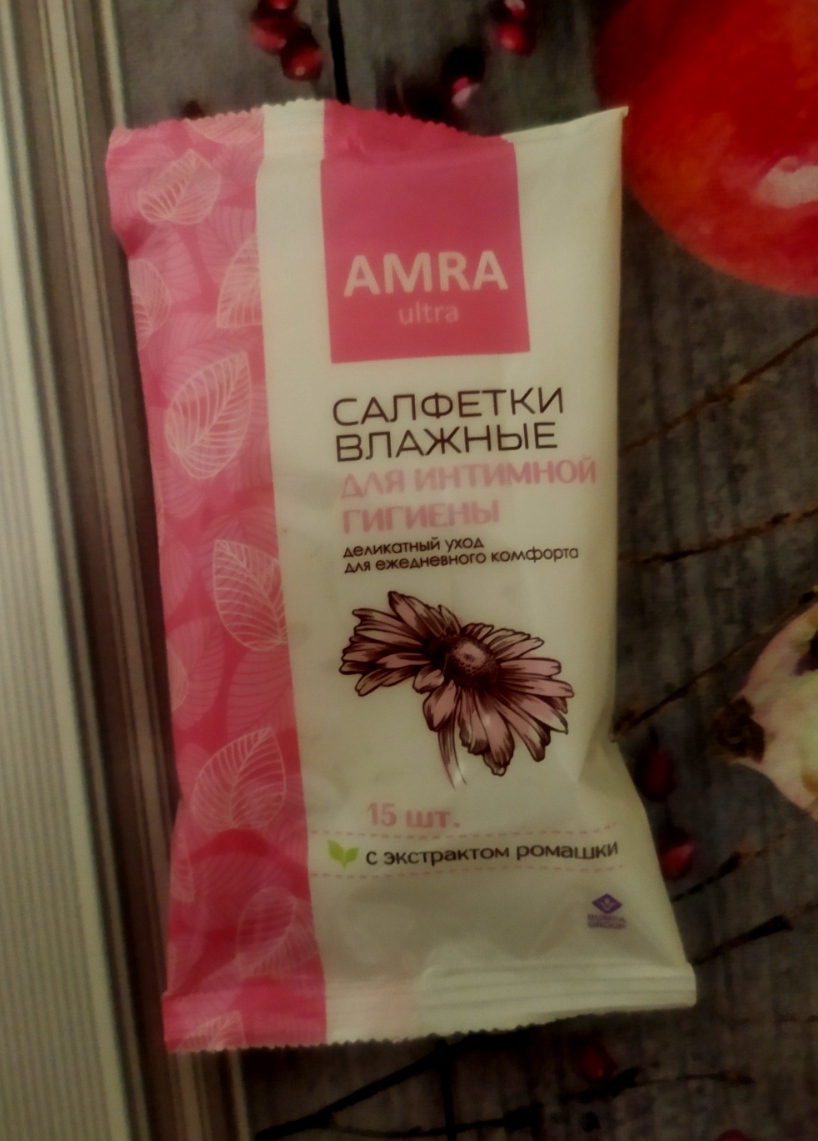 AMRA
ultra
САЛФЕТКИ
ВЛАЖНЫЕ
ДЛЯ ИНТИМНОЙ
ГИГИЕНЫ
деликатный уход
для ежедневного комфорта
15 шт.
с экстрактом ромашки